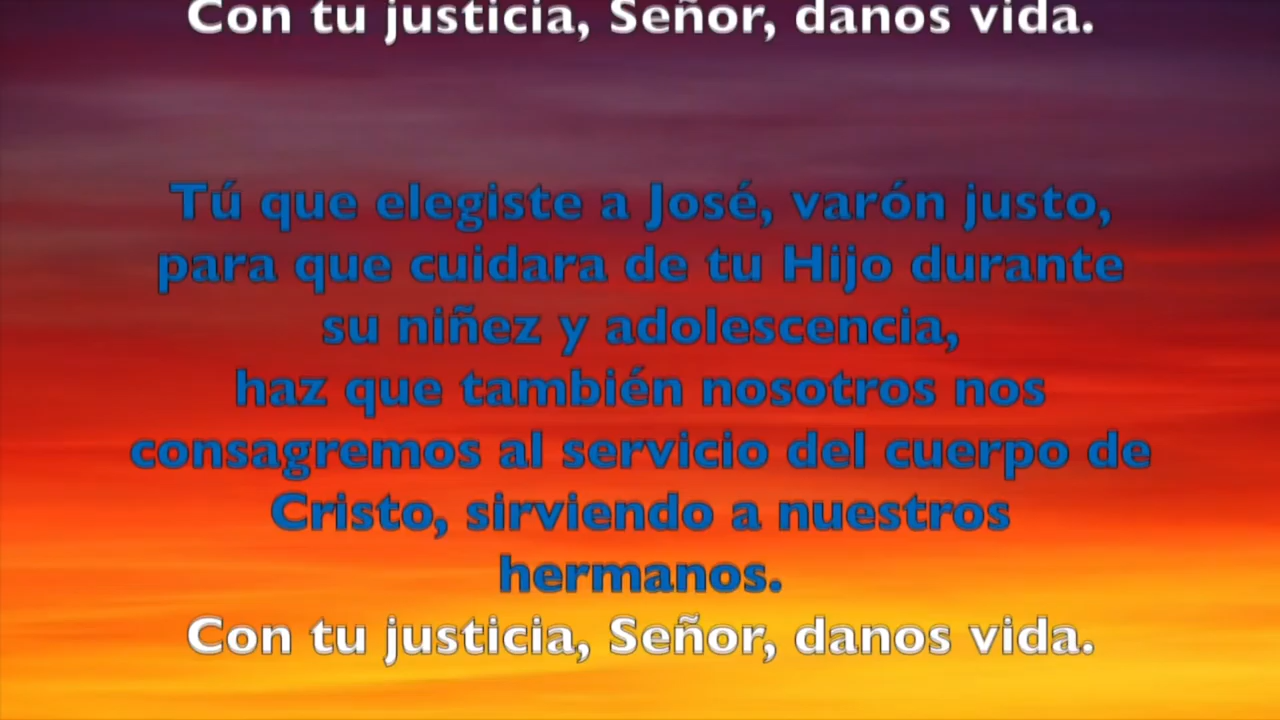 Con tu justicia, Señor, danos vida.
Tú que elegiste a José, varón justo,
para que cuidara de tu Hijo durante
su niñez y adolescencia,
haz que también nosotros nos
consagremos al servicio del cuerpo de
Cristo, sirviendo a nuestros
hermanos.
Con tu justicia, Señor, danos vida.